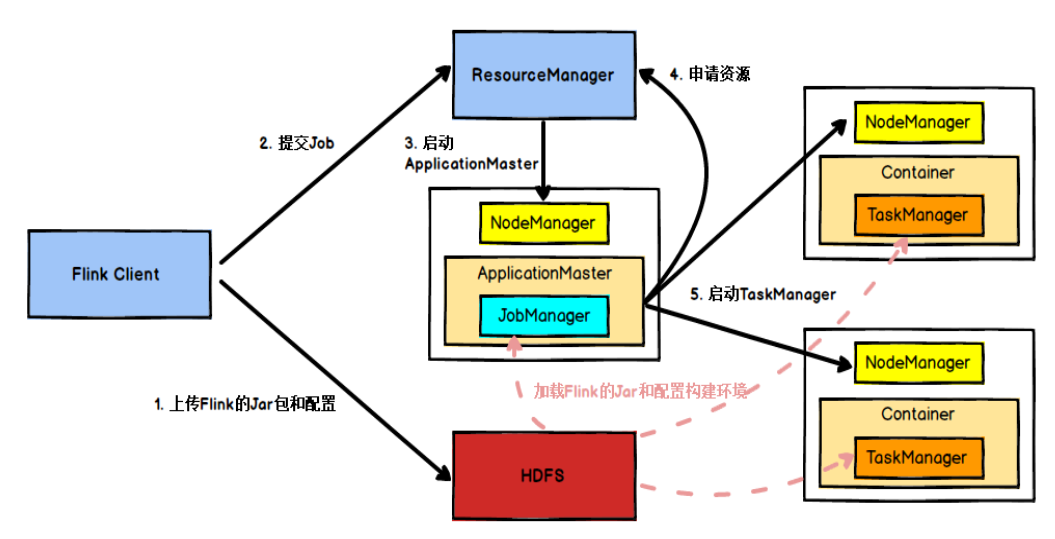 ResourceManager
4. 申请资源
NodeManager
2. 提交Job
3. 启动
ApplicationMaster
Container
TaskManager
NodeManager
Flink Client
ApplicationMaster
5. 启动TaskManager
JobManager
NodeManager
加载Flink的Jar和配置构建环境
1. 上传Flink的Jar包和配置
Container
HDFS
TaskManager